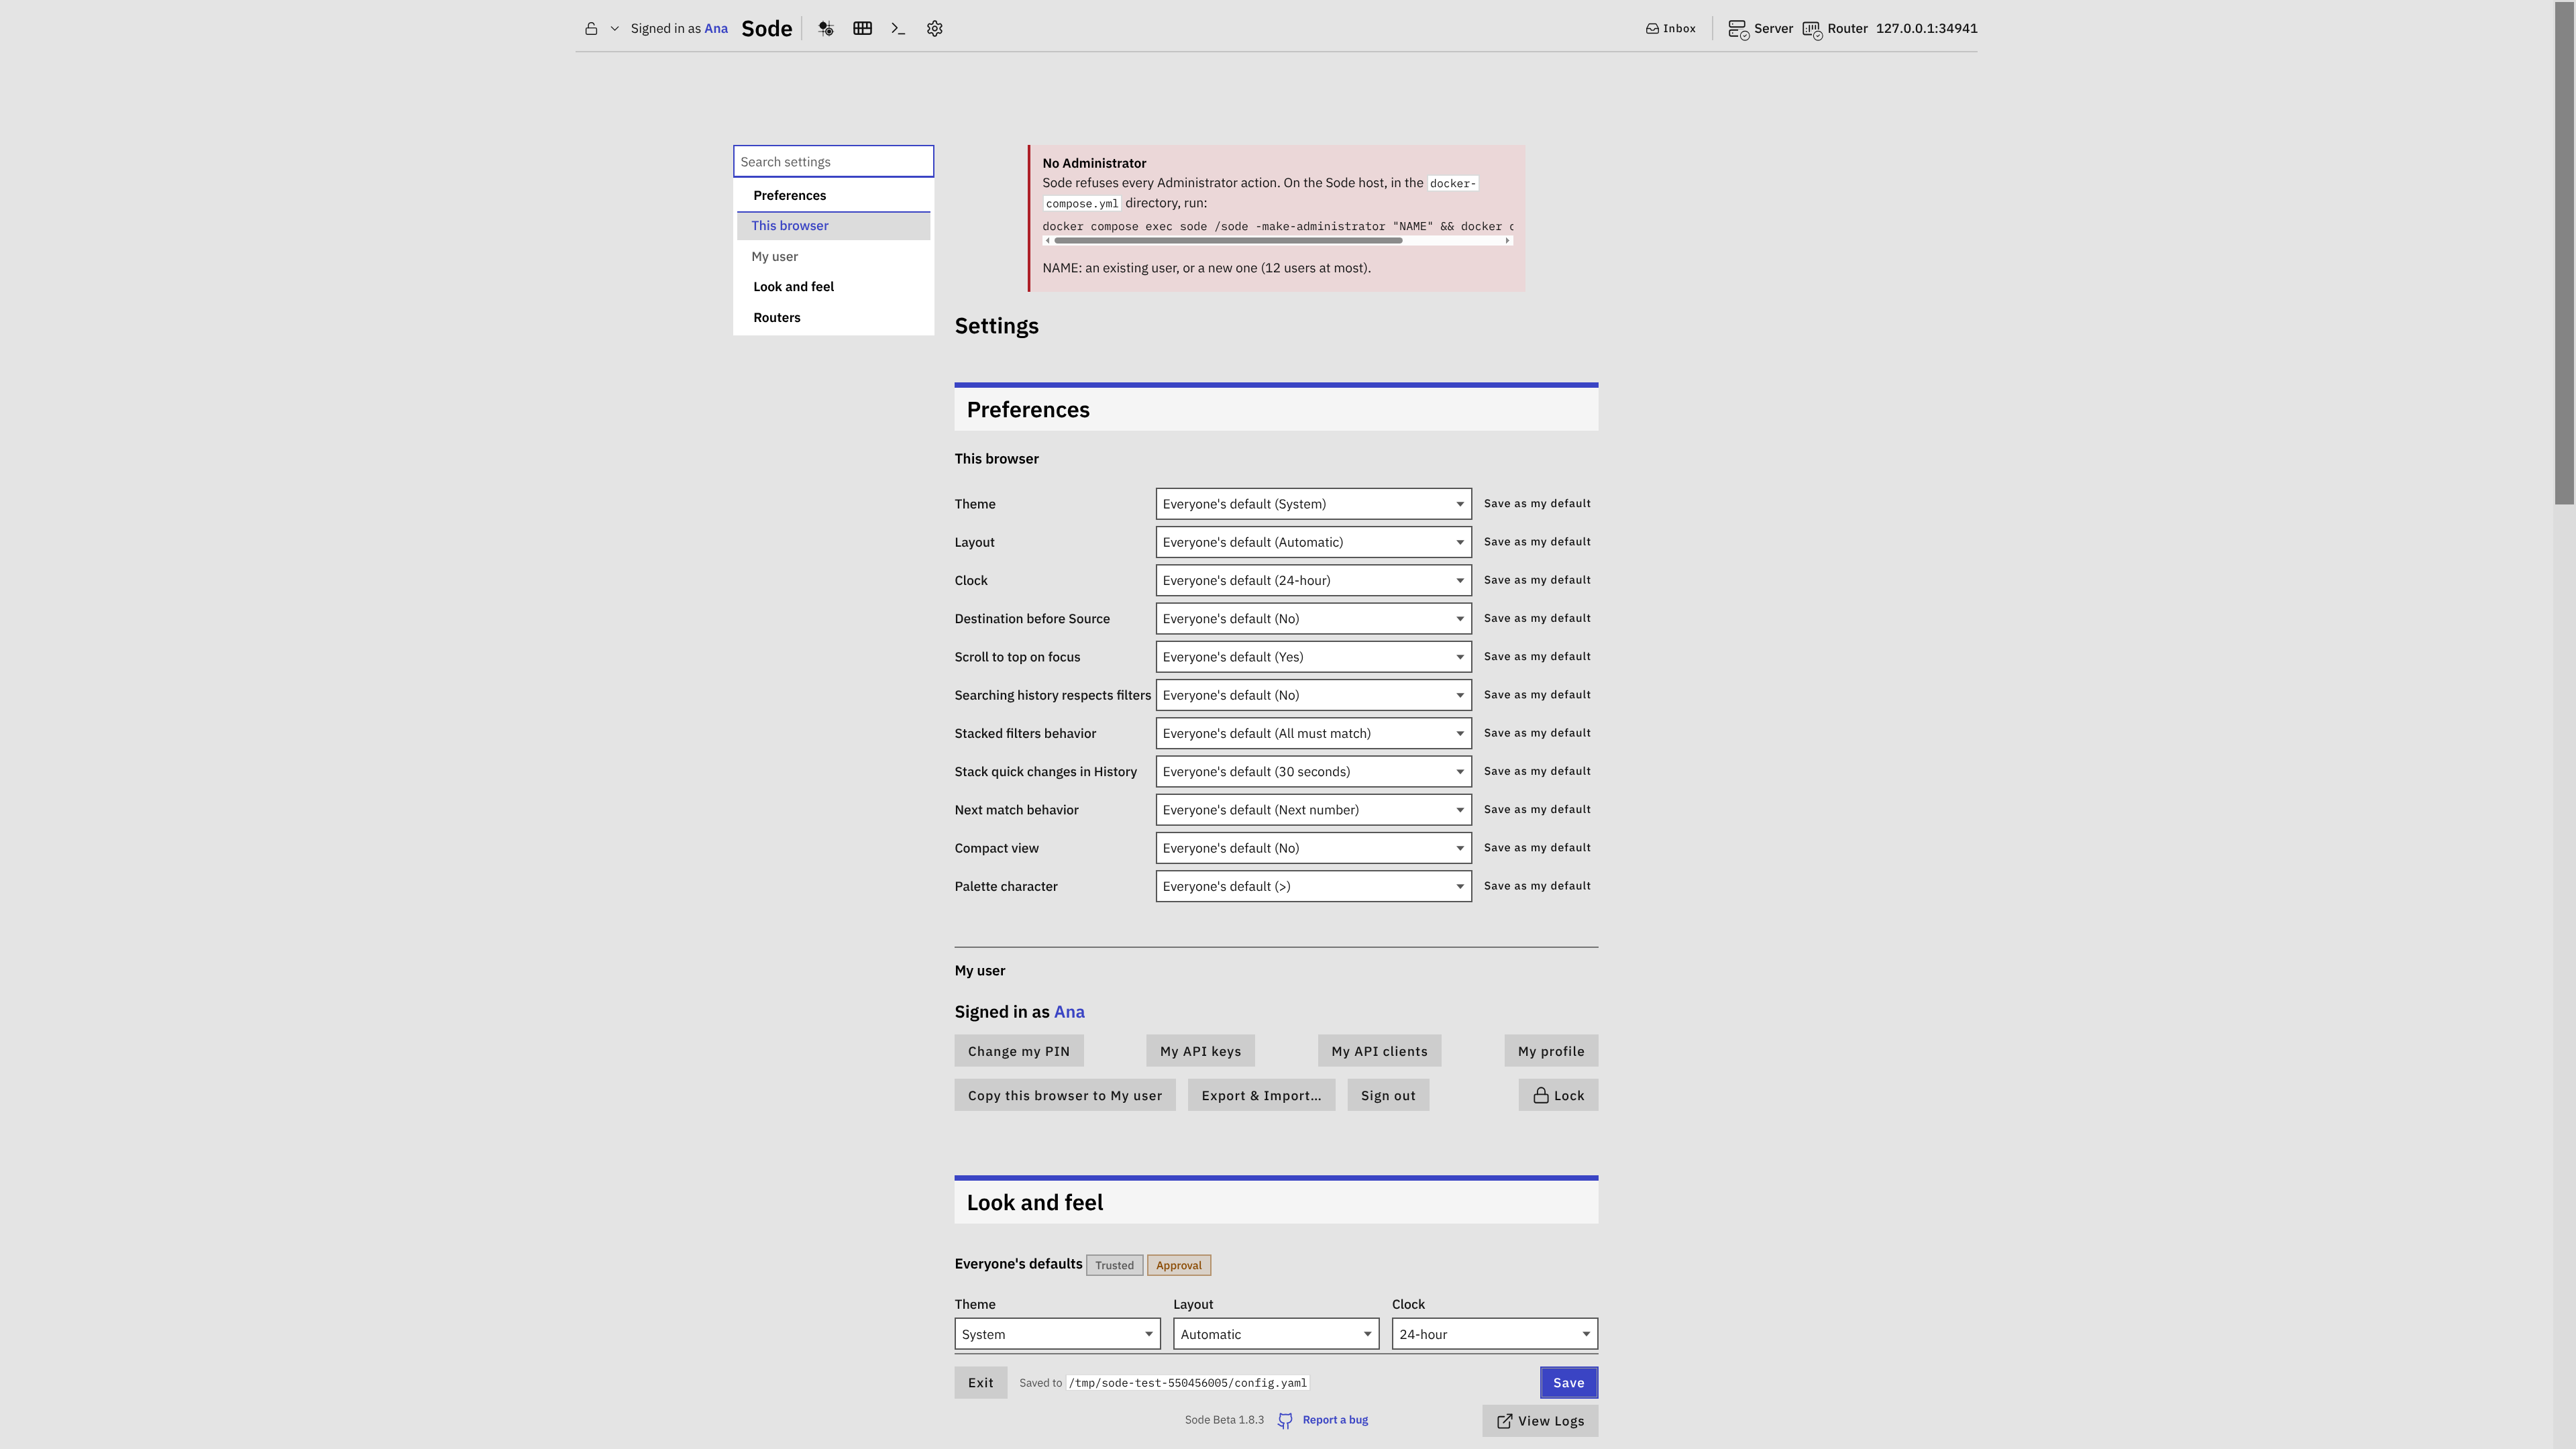 Signed in as Ana Sode Inbox Server Router 127.0.0.1:34941
Search settings
Preferences
This browser
My user
Look and feel
Routers
No Administrator
Sode refuses every Administrator action. On the Sode host, in the docker-
compose.yml directory, run:
docker compose exec sode /sode -make-administrator "NAME" && docker
NAME: an existing user, or a new one (12 users at most).
Settings
Preferences
This browser
Theme Everyone's default (System) Save as my default
Layout Everyone's default (Automatic) Save as my default
Clock Everyone's default (24-hour) Save as my default
Destination before Source Everyone's default (No) Save as my default
Scroll to top on focus Everyone's default (Yes) Save as my default
Searching history respects filters Everyone's default (No) Save as my default
Stacked filters behavior Everyone's default (All must match) Save as my default
Stack quick changes in History Everyone's default (30 seconds) Save as my default
Next match behavior Everyone's default (Next number) Save as my default
Compact view Everyone's default (No) Save as my default
Palette character Everyone's default (>) Save as my default
My user
Signed in as Ana
Change my PIN My API keys My API clients My profile
Copy this browser to My user Export & Import... Sign out Lock
Look and feel
Everyone's defaults Trusted Approval
Theme Layout Clock
System Automatic 24-hour
Exit Saved to /tmp/sode-test-550456005/config.yaml Save
Sode Beta 1.8.3 Report a bug View Logs